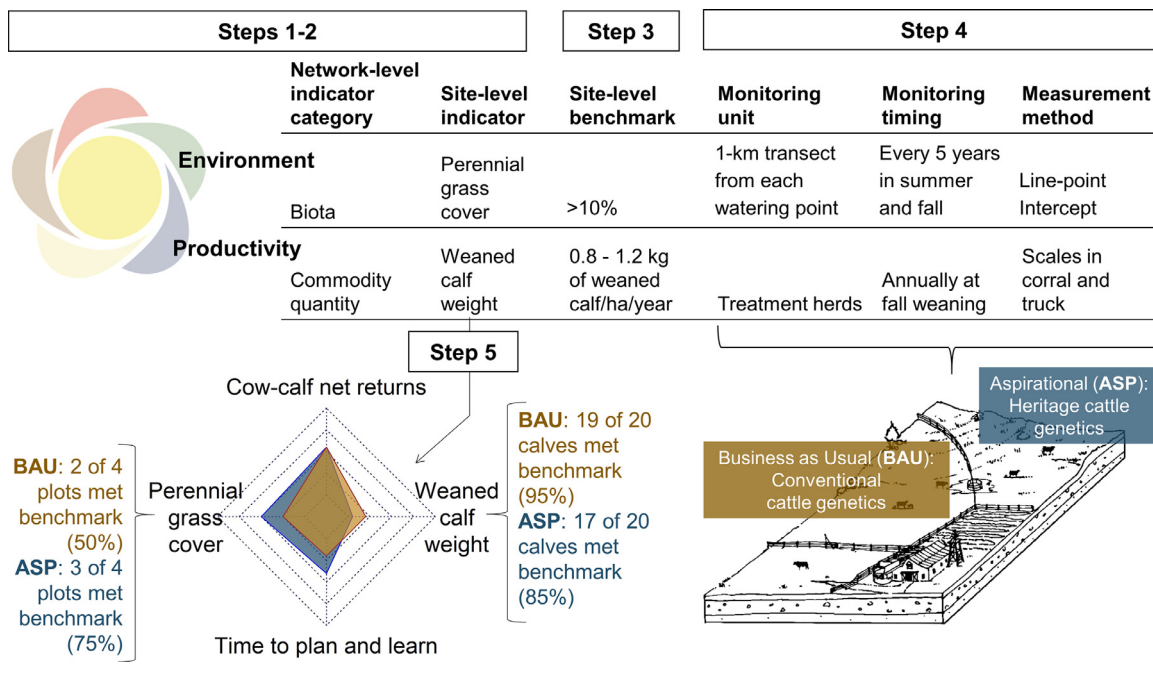 Steps 1-2
Step 3
Step 4
Network-level
indicator
category
Site-level
indicator
Site-level
benchmark
Monitoring
unit
Monitoring
timing
Measurement
method
Environment
Biota
Perennial
grass
cover
>10%
1-km transect
from each
watering point
Every 5 years
in summer
and fall
Line-point
Intercept
Productivity
Commodity
quantity
Weaned
calf
weight
0.8 - 1.2 kg
of weaned
calf/ha/year
Treatment herds
Annually at
fall weaning
Scales in
corral and
truck
Step 5
Cow-calf net returns
Perennial
grass
cover
Weaned
calf
weight
Time to plan and learn
BAU: 2 of 4
plots met
benchmark
(50%)
ASP: 3 of 4
plots met
benchmark
(75%)
BAU: 19 of 20
calves met
benchmark
(95%)
ASP: 17 of 20
calves met
benchmark
(85%)
Aspirational (ASP):
Heritage cattle
genetics
Business as Usual (BAU):
Conventional
cattle genetics